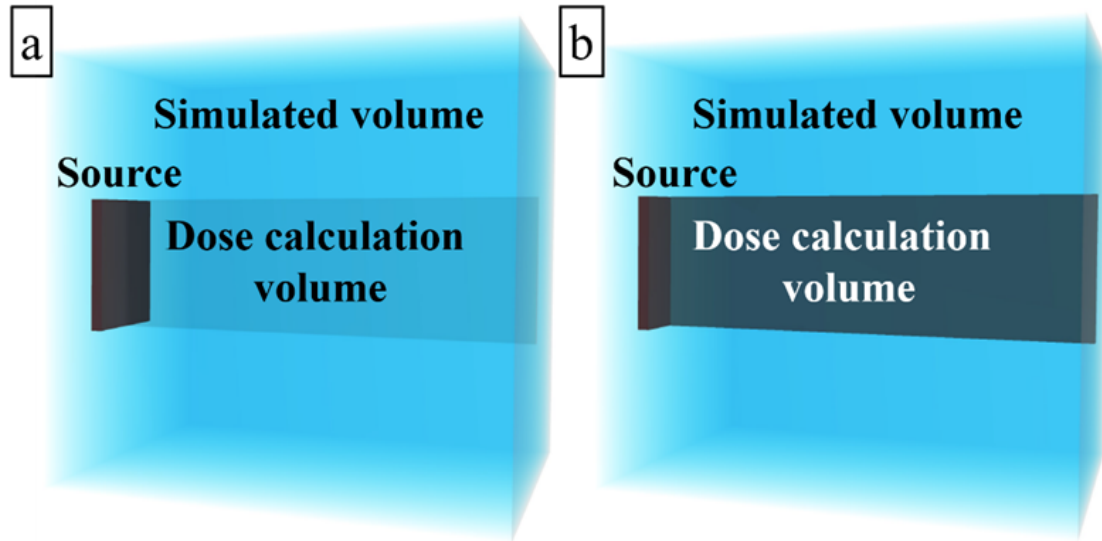 a
Simulated volume
Source
Dose calculation
volume
b
Simulated volume
Source
Dose calculation
volume